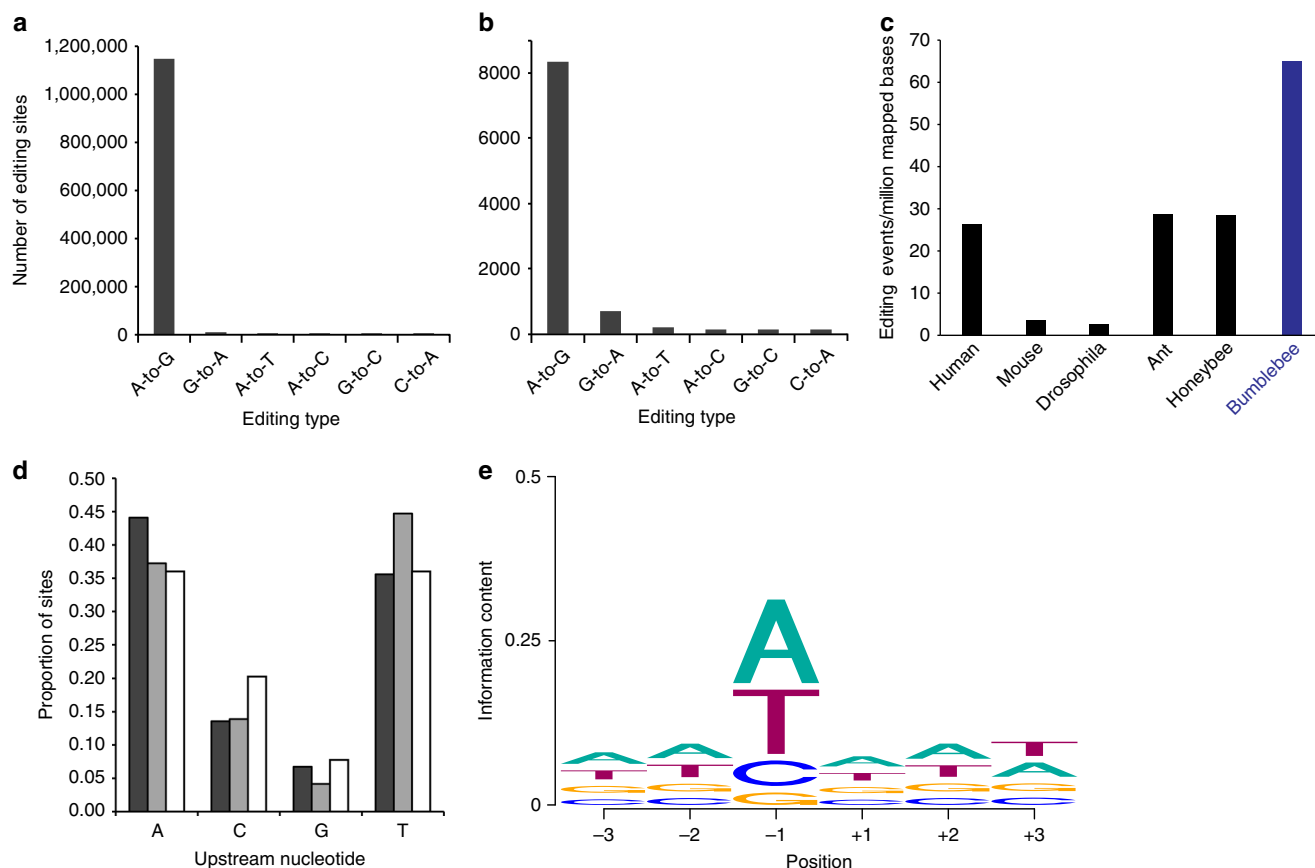 a
1,200,000
1,000,000
800,000
600,000
400,000
200,000
0
Number of editing sites
A-to-G
G-to-A
A-to-T
A-to-C
G-to-C
C-to-A
Editing type
b
8000
6000
4000
2000
0
A-to-G
G-to-A
A-to-T
A-to-C
G-to-C
C-to-A
Editing type
c
70
60
50
40
30
20
10
0
Editing events/million mapped bases
Human
Mouse
Drosophila
Ant
Honeybee
Bumblebee
d
0.50
0.45
0.40
0.35
0.30
0.25
0.20
0.15
0.10
0.05
0.00
Proportion of sites
A C G T
Upstream nucleotide
e
0.5
0.25
0
Information content
A A A A A T
T T T T T A
G G C G G G
C C G C C C
−3 −2 −1 +1 +2 +3
Position